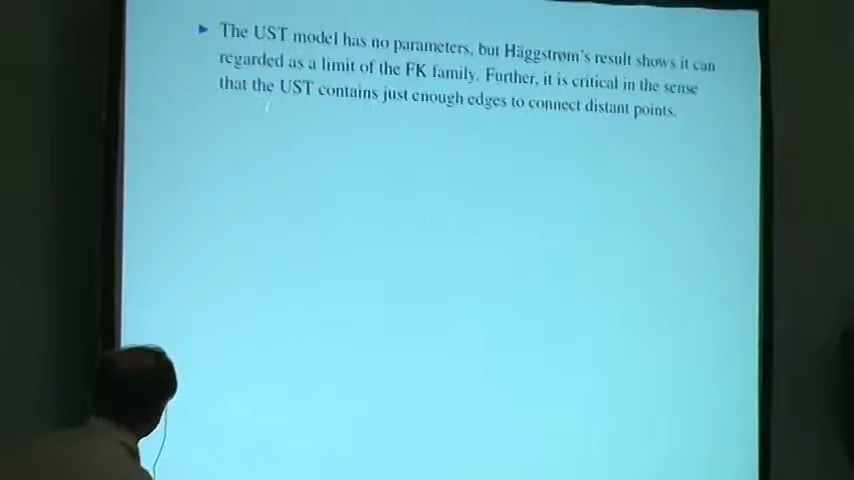 The UST model has no parameters, but Häggstrøm's result shows it can
regarded as a limit of the FK family. Further, it is critical in the sense
that the UST contains just enough edges to connect distant points.